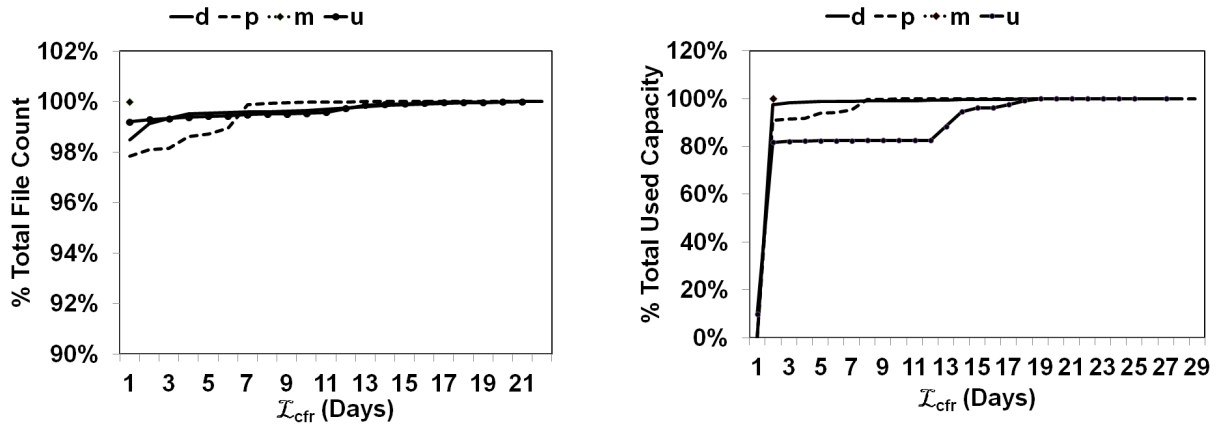 d p m u
102%
100%
98%
96%
94%
92%
90%
% Total File Count
1 3 5 7 9 11 13 15 17 19 21
ℐcfr (Days)
d p m u
120%
100%
80%
60%
40%
20%
0%
% Total Used Capacity
1 3 5 7 9 11 13 15 17 19 21 23 25 27 29
ℐcfr (Days)